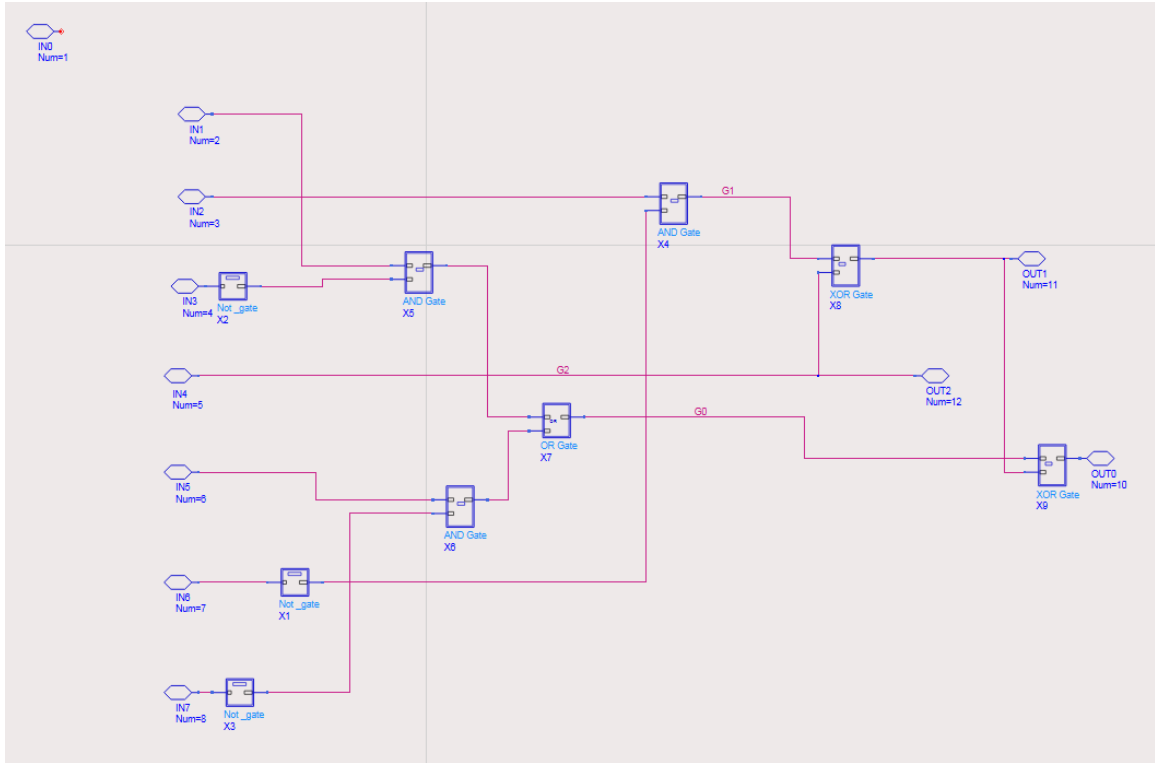 IN0
Num=1
IN1
Num=2
IN2
Num=3
G1
AND Gate
X4
IN3
Num=4
Not _gate
X2
AND Gate
X5
XOR Gate
X8
OUT1
Num=11
IN4
Num=5
G2
OUT2
Num=12
OR
OR Gate
X7
G0
IN5
Num=6
AND Gate
X6
XOR Gate
X9
OUT0
Num=10
IN6
Num=7
Not _gate
X1
IN7
Num=8
Not _gate
X3